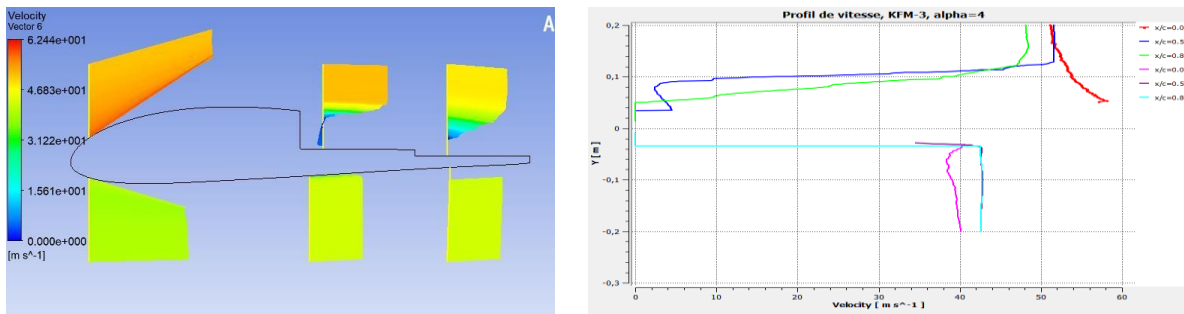 Velocity
Vector 6
A
6.244e+001
4.683e+001
3.122e+001
1.561e+001
0.000e+000
[m s^-1]
Profil de vitesse, KFM-3, alpha=4
0,2
0,1
0
-0,1
-0,2
-0,3
Y [ m ]
0 10 20 30 40 50 60
Velocity [ m s^-1 ]
x/c=0.0
x/c=0.5
x/c=0.8
x/c=0.0
x/c=0.5
x/c=0.8